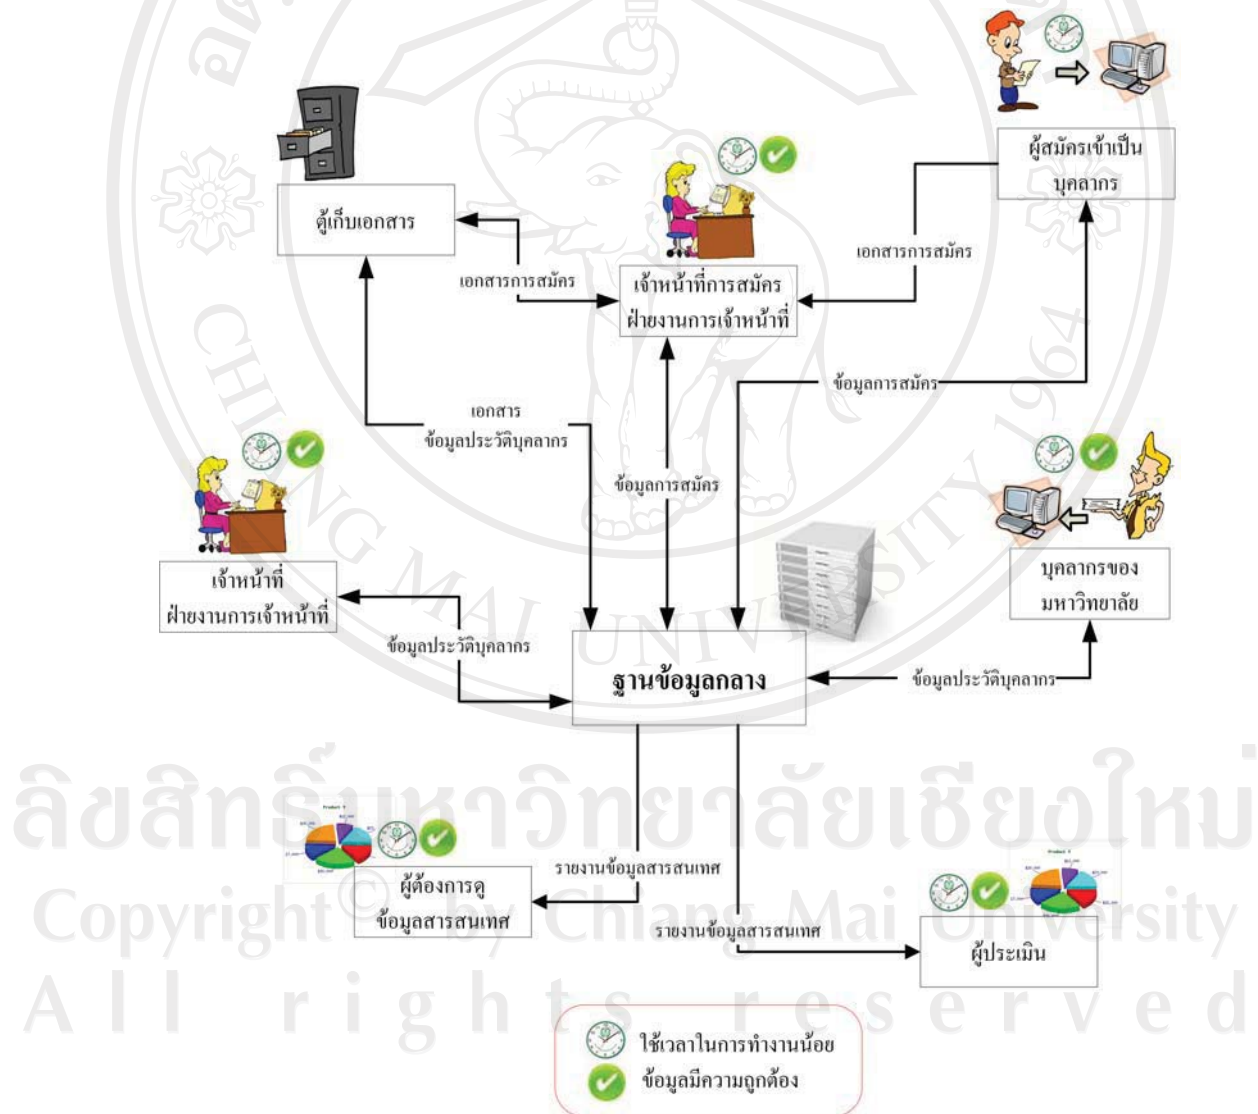 ผู้สมัครเข้าเป็น
บุคลากร
ตู้เก็บเอกสาร
เอกสารการสมัคร
เอกสารการสมัคร
เจ้าหน้าที่การสมัคร
ฝ่ายงานการเจ้าหน้าที่
ข้อมูลการสมัคร
เอกสาร
ข้อมูลประวัติบุคลากร
ข้อมูลการสมัคร
เจ้าหน้าที่
ฝ่ายงานการเจ้าหน้าที่
บุคลากรของ
มหาวิทยาลัย
ข้อมูลประวัติบุคลากร
ฐานข้อมูลกลาง
ข้อมูลประวัติบุคลากร
CHIANG MAI UNIVERSITY 1964
ลิขสิทธิ์มหาวิทยาลัยเชียงใหม่
Copyright © by Chiang Mai University
All rights reserved
Product Y
รายงานข้อมูลสารสนเทศ
ผู้ต้องการดู
ข้อมูลสารสนเทศ
รายงานข้อมูลสารสนเทศ
Product Y
ผู้ประเมิน
ใช้เวลาในการทำงานน้อย
ข้อมูลมีความถูกต้อง